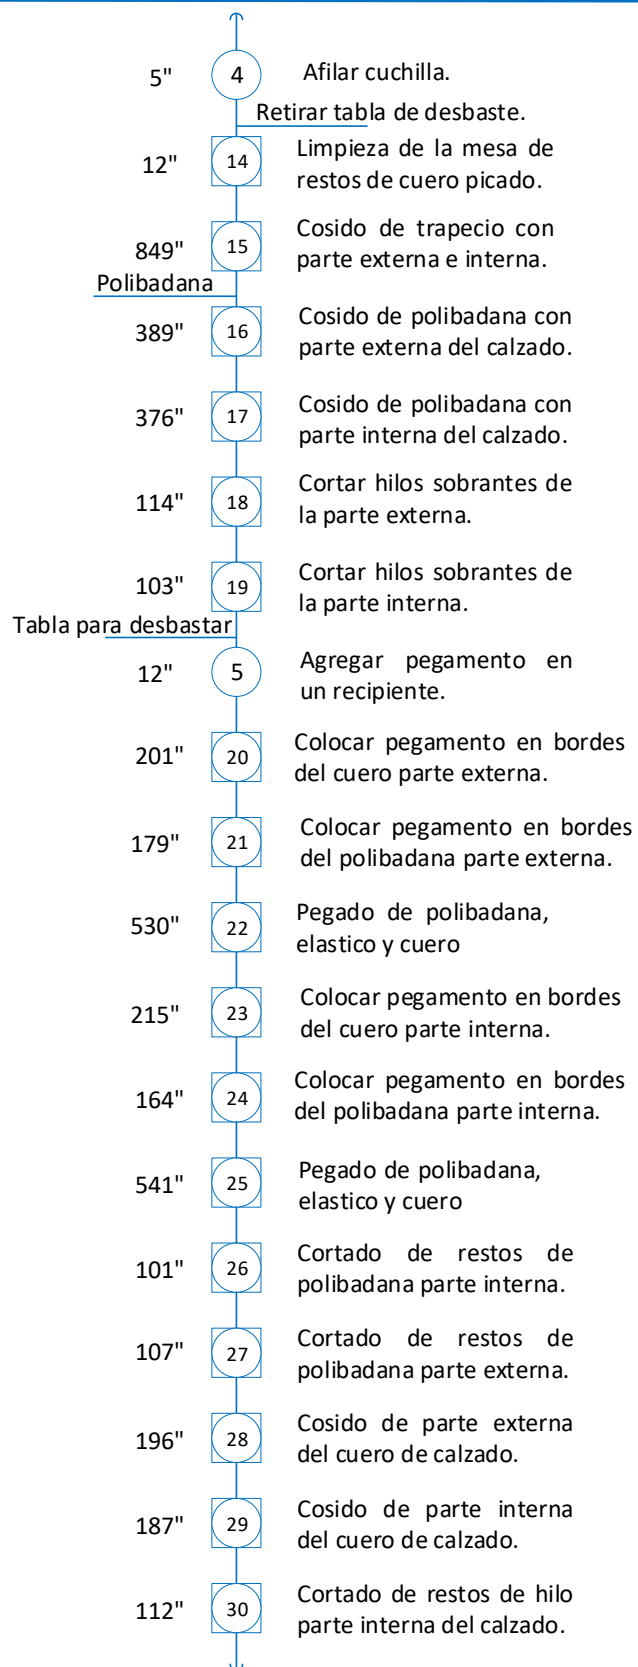 5" 4 Afilar cuchilla.
Retirar tabla de desbaste.
12" 14 Limpieza de la mesa de
restos de cuero picado.
849" 15 Cosido de trapecio con
parte externa e interna.
Polibadana
389" 16 Cosido de polibadana con
parte externa del calzado.
376" 17 Cosido de polibadana con
parte interna del calzado.
114" 18 Cortar hilos sobrantes de
la parte externa.
103" 19 Cortar hilos sobrantes de
la parte interna.
Tabla para desbastar
12" 5 Agregar pegamento en
un recipiente.
201" 20 Colocar pegamento en bordes
del cuero parte externa.
179" 21 Colocar pegamento en bordes
del polibadana parte externa.
530" 22 Pegado de polibadana,
elastico y cuero
215" 23 Colocar pegamento en bordes
del cuero parte interna.
164" 24 Colocar pegamento en bordes
del polibadana parte interna.
541" 25 Pegado de polibadana,
elastico y cuero
101" 26 Cortado de restos de
polibadana parte interna.
107" 27 Cortado de restos de
polibadana parte externa.
196" 28 Cosido de parte externa
del cuero de calzado.
187" 29 Cosido de parte interna
del cuero de calzado.
112" 30 Cortado de restos de hilo
parte interna del calzado.